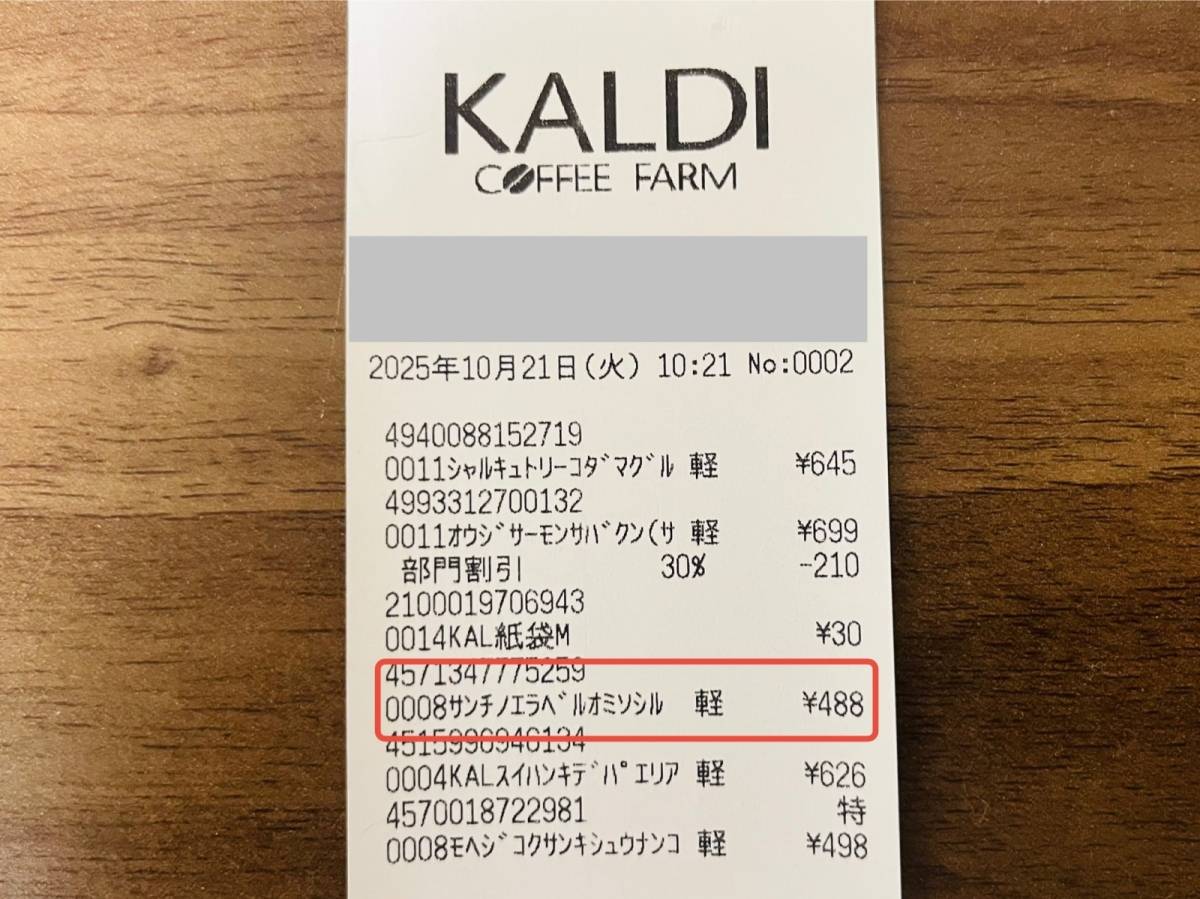 KALDI
COFFEE FARM
2025年10月21日(火) 10:21 No:0002
4940088152719
0011シャルキュトリーコダマグル 軽 ¥645
4993312700132
0011オウジサーモンサバクン(サ 軽 ¥699
部門割引 30% -210
2100019706943
0014KAL紙袋M ¥30
4571347775259
0008サンチノエラベルオミソシル 軽 ¥488
4515996946134
0004KALスイハンキデパエリア 軽 ¥626
4570018722981 特
0008モヘジコクサンキシュウナンコ 軽 ¥498